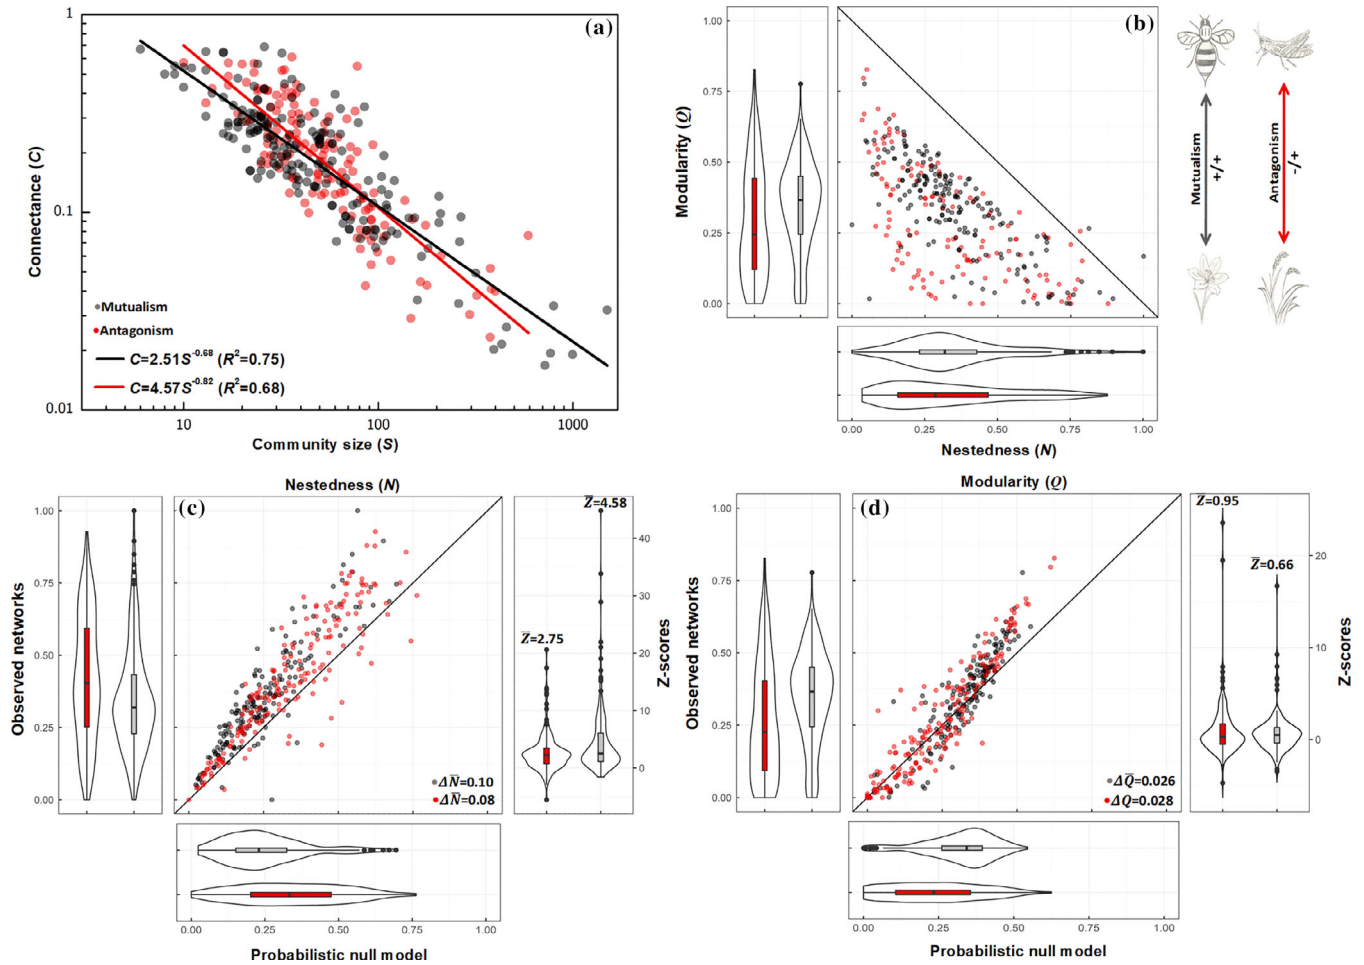 (a)
1
0.1
0.01
Connectance (C)
10
100
1000
Community size (S)
Mutualism
Antagonism
C=2.51S^-0.68 (R²=0.75)
C=4.57S^-0.82 (R²=0.68)
(b)
1.00
0.75
0.50
0.25
0.00
Modularity (Q)
0.00
0.25
0.50
0.75
1.00
Nestedness (N)
Mutualism
+/+
Antagonism
-/+
Nestedness (N)
(c)
1.00
0.75
0.50
0.25
0.00
Observed networks
Z̅=2.75
Z̅=4.58
40
30
20
10
0
Z-scores
ΔN̅=0.10
ΔN̅=0.08
0.00
0.25
0.50
0.75
1.00
Probabilistic null model
Modularity (Q)
(d)
1.00
0.75
0.50
0.25
0.00
Observed networks
Z̅=0.95
Z̅=0.66
20
10
0
Z-scores
ΔQ̅=0.026
ΔQ=0.028
0.00
0.25
0.50
0.75
1.00
Probabilistic null model